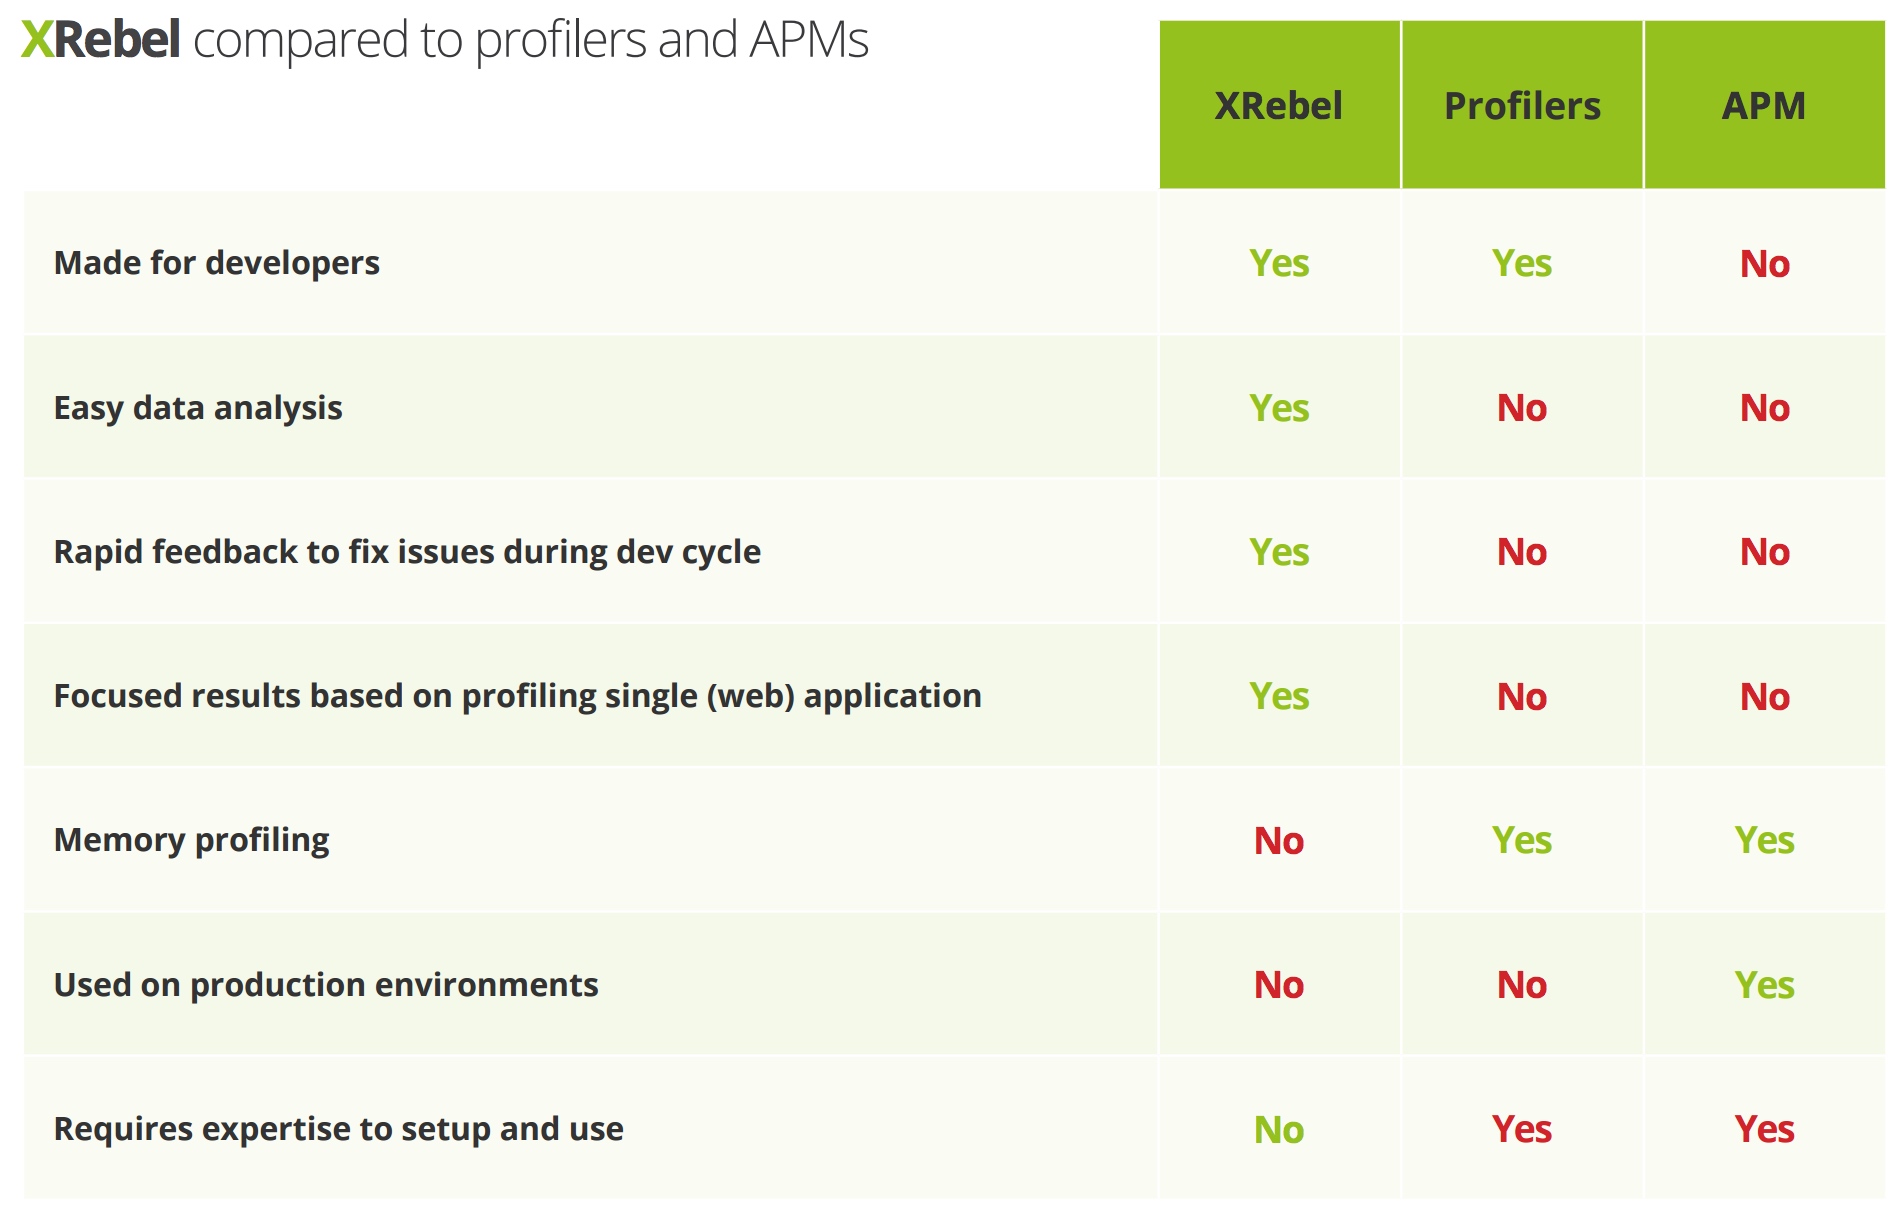 XRebel compared to profilers and APMs
XRebel Profilers APM
Made for developers Yes Yes No
Easy data analysis Yes No No
Rapid feedback to fix issues during dev cycle Yes No No
Focused results based on profiling single (web) application Yes No No
Memory profiling No Yes Yes
Used on production environments No No Yes
Requires expertise to setup and use No Yes Yes